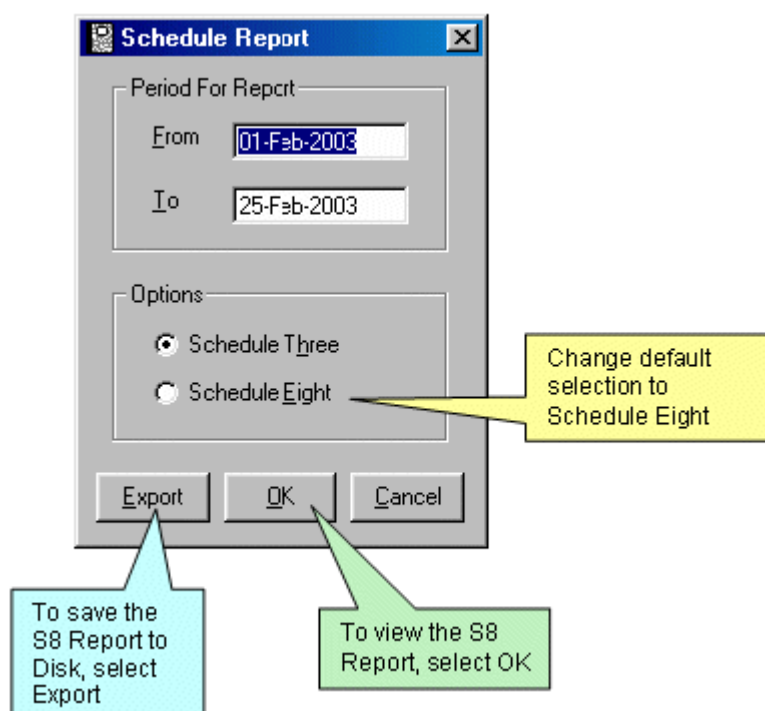 Schedule Report
Period For Report
From 01-Feb-2003
To 25-Feb-2003
Options
Schedule Three
Schedule Eight
Change default
selection to
Schedule Eight
Export OK Cancel
To save the
S8 Report to
Disk, select
Export
To view the S8
Report, select OK